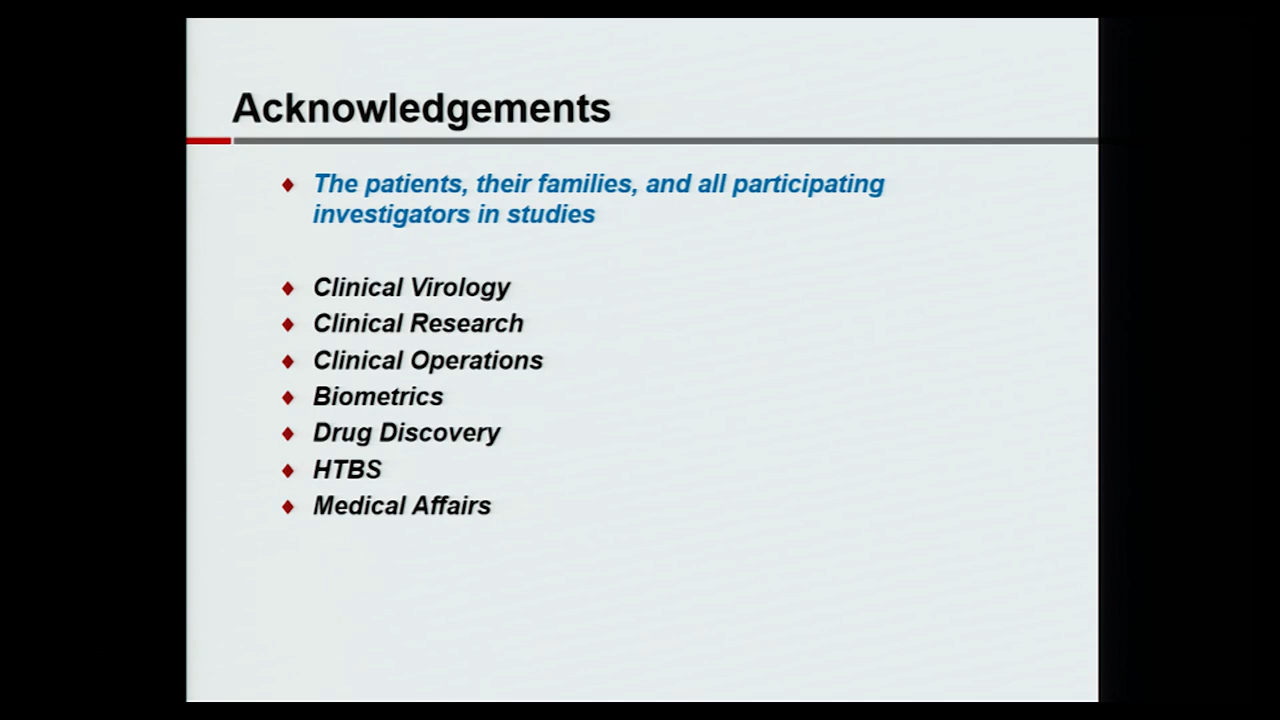 Acknowledgements
The patients, their families, and all participating
investigators in studies
Clinical Virology
Clinical Research
Clinical Operations
Biometrics
Drug Discovery
HTBS
Medical Affairs